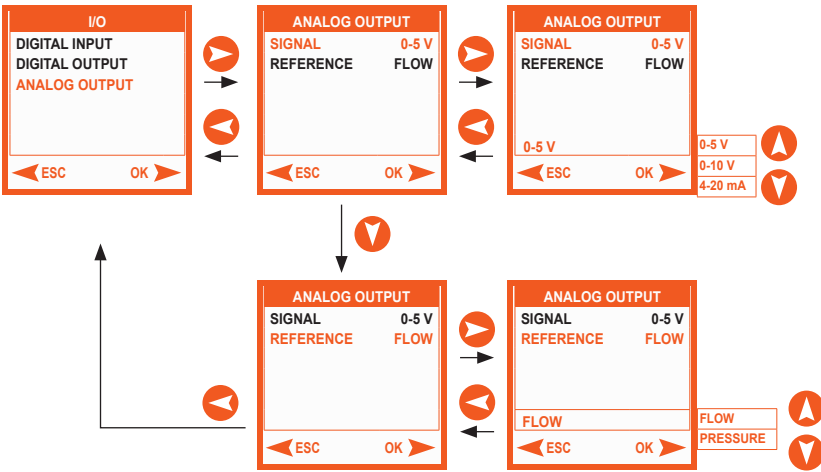 I/O
DIGITAL INPUT
DIGITAL OUTPUT
ANALOG OUTPUT
ESC OK
ANALOG OUTPUT
SIGNAL 0-5 V
REFERENCE FLOW
ESC OK
ANALOG OUTPUT
SIGNAL 0-5 V
REFERENCE FLOW
0-5 V
ESC OK
0-5 V
0-10 V
4-20 mA
ANALOG OUTPUT
SIGNAL 0-5 V
REFERENCE FLOW
ESC OK
ANALOG OUTPUT
SIGNAL 0-5 V
REFERENCE FLOW
FLOW
ESC OK
FLOW
PRESSURE